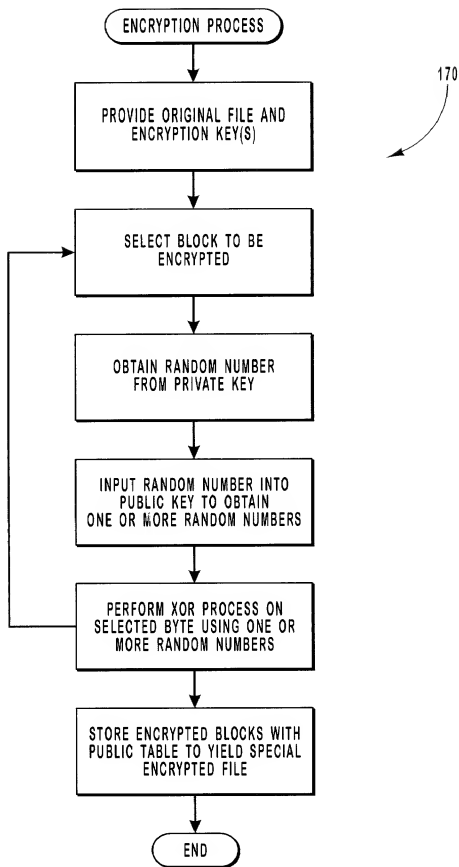 ENCRYPTION PROCESS
170
PROVIDE ORIGINAL FILE AND
ENCRYPTION KEY(S)
SELECT BLOCK TO BE
ENCRYPTED
OBTAIN RANDOM NUMBER
FROM PRIVATE KEY
INPUT RANDOM NUMBER INTO
PUBLIC KEY TO OBTAIN
ONE OR MORE RANDOM NUMBERS
PERFORM XOR PROCESS ON
SELECTED BYTE USING ONE OR
MORE RANDOM NUMBERS
STORE ENCRYPTED BLOCKS WITH
PUBLIC TABLE TO YIELD SPECIAL
ENCRYPTED FILE
END